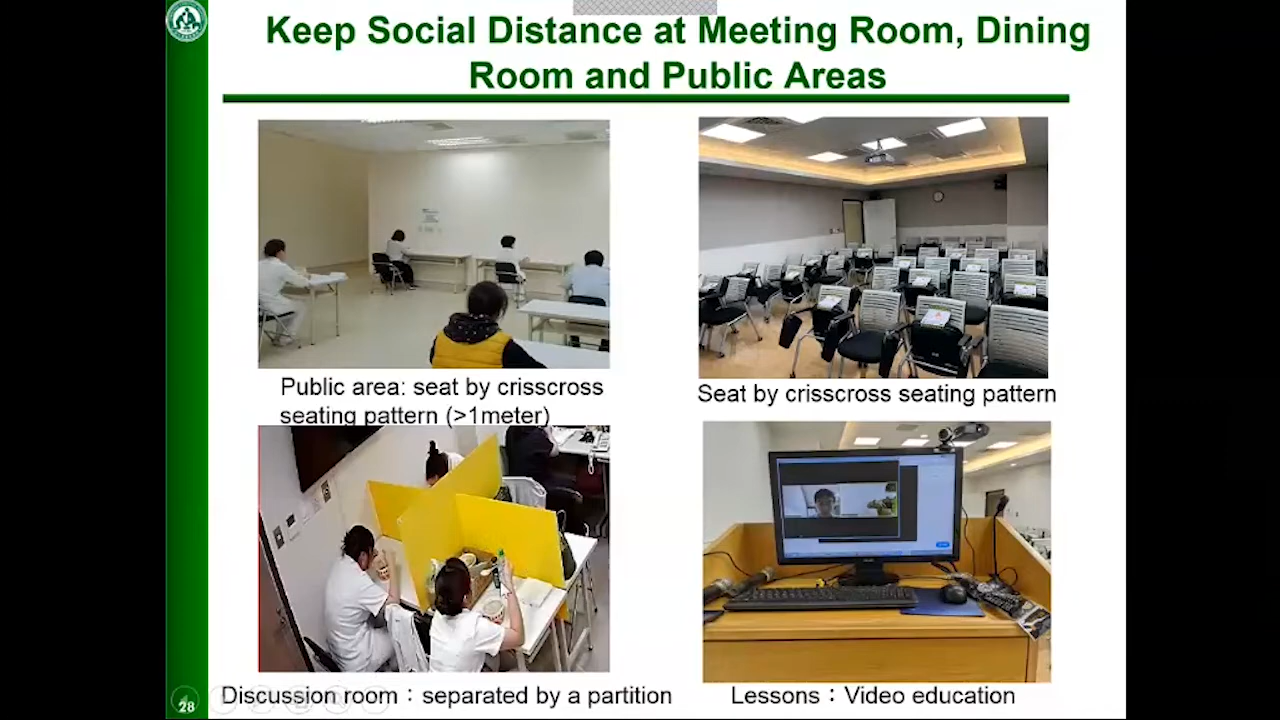 Keep Social Distance at Meeting Room, Dining
Room and Public Areas
Public area: seat by crisscross
seating pattern (>1meter)
Seat by crisscross seating pattern
Discussion room：separated by a partition
Lessons：Video education
28